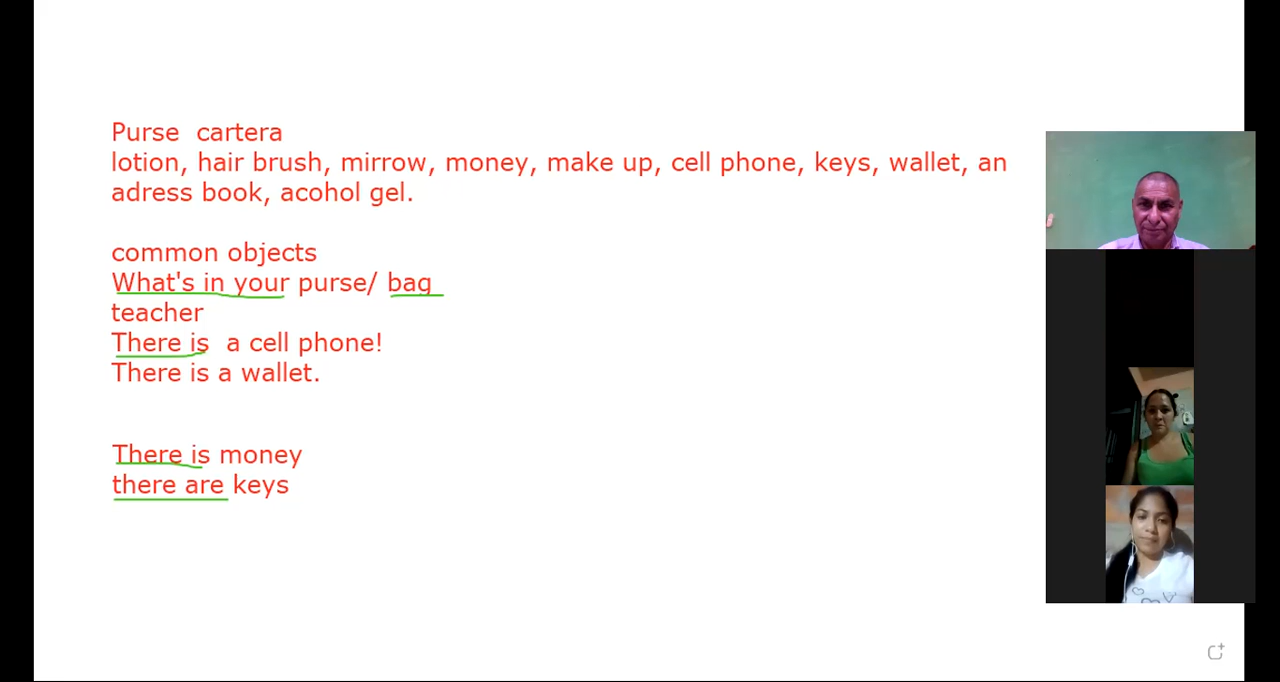 Purse cartera
lotion, hair brush, mirrow, money, make up, cell phone, keys, wallet, an
adress book, acohol gel.
common objects
What's in your purse/ bag
teacher
There is a cell phone!
There is a wallet.
There is money
there are keys